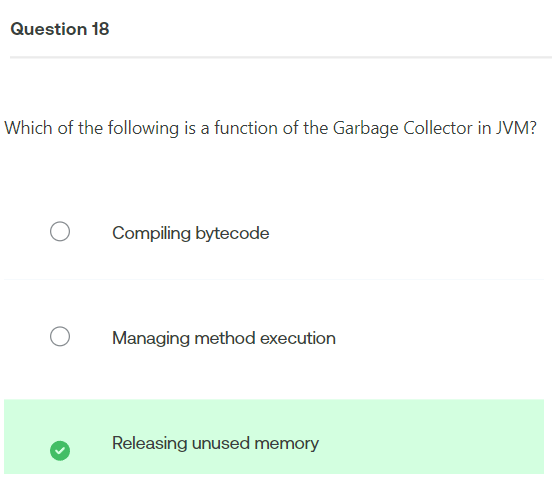 Question 18
Which of the following is a function of the Garbage Collector in JVM?
Compiling bytecode
Managing method execution
Releasing unused memory